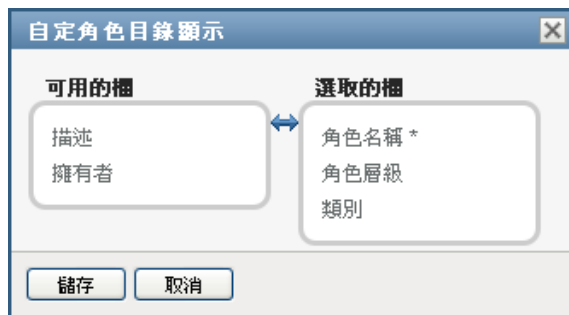 自定角色目錄顯示
可用的欄
選取的欄
描述
擁有者
角色名稱 *
角色層級
類別
儲存
取消